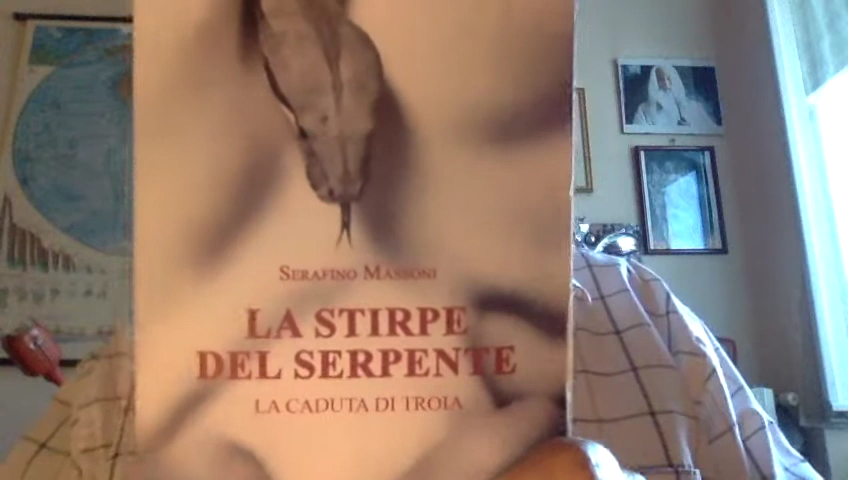 SERAFINO MASSONI
LA STIRPE
DEL SERPENTE
LA CADUTA DI TROIA